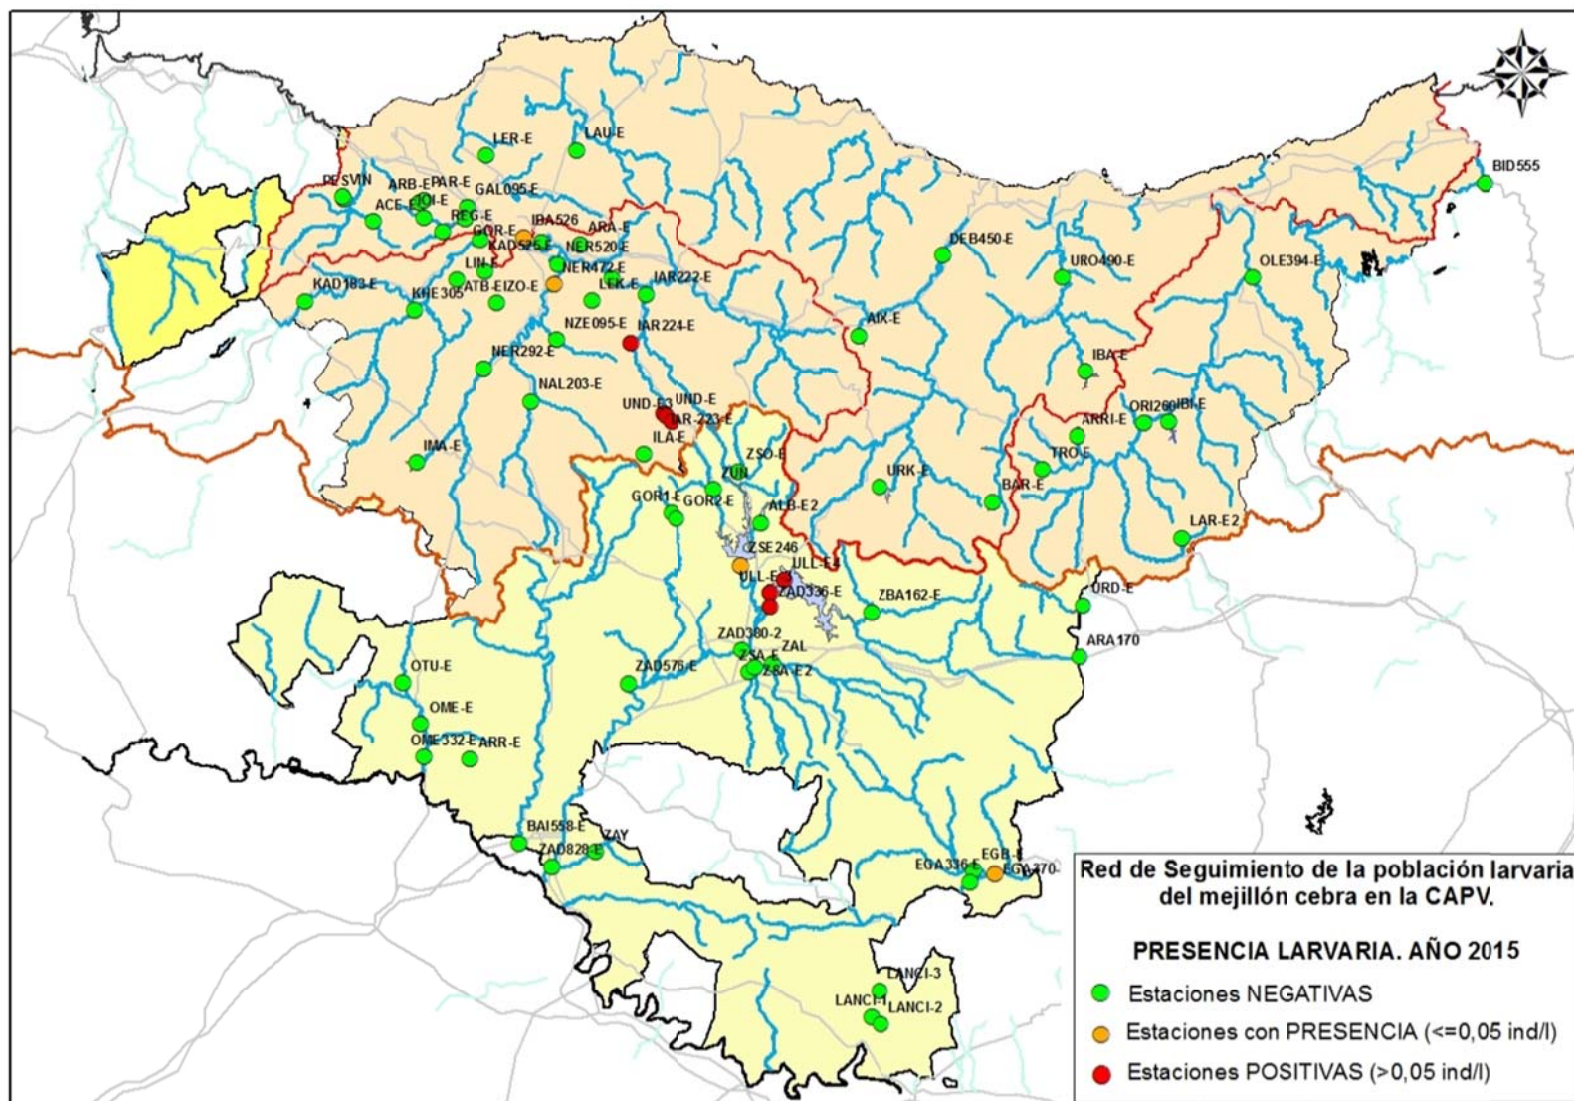 LER-E
LAU-E
BID555
PESVIN
ARB-E
PAR-E
JOI-E
GAL095-E
ACE-E
REG-E
IBA526
ARA-E
GOR-E
KAD525-E
NER520-E
DEB450-E
LIN-E
NER472-E
IAR222-E
URO490-E
OLE394-E
KAD183-E
KHE305
ATB-E
IZO-E
LEK-E
NZE095-E
IAR224-E
AIX-E
NER292-E
IBA-E
NAL203-E
UND-E3
UND-E
IAR-223-E
ARRI-E
ORI260
IBI-E
IMA-E
ILA-E
ZSO-E
ZUN
TRO-E
URK-E
BAR-E
GOR1-E
GOR2-E
ALB-E2
LAR-E2
ZSE246
ULL-E
ULL-E4
ZAD336-E
ZBA162-E
URD-E
ZAD380-2
ZAL
ARA170
ZSA-E
ZSA-E2
ZAD576-E
OTU-E
OME-E
OME332-E
ARR-E
BAI558-E
ZAY
ZAD828-E
EGA336-E
EGB-E
EGA370-
LANCI-3
LANCI-1
LANCI-2
Red de Seguimiento de la población larvaria
del mejillón cebra en la CAPV.
PRESENCIA LARVARIA. AÑO 2015
Estaciones NEGATIVAS
Estaciones con PRESENCIA (<=0,05 ind/l)
Estaciones POSITIVAS (>0,05 ind/l)